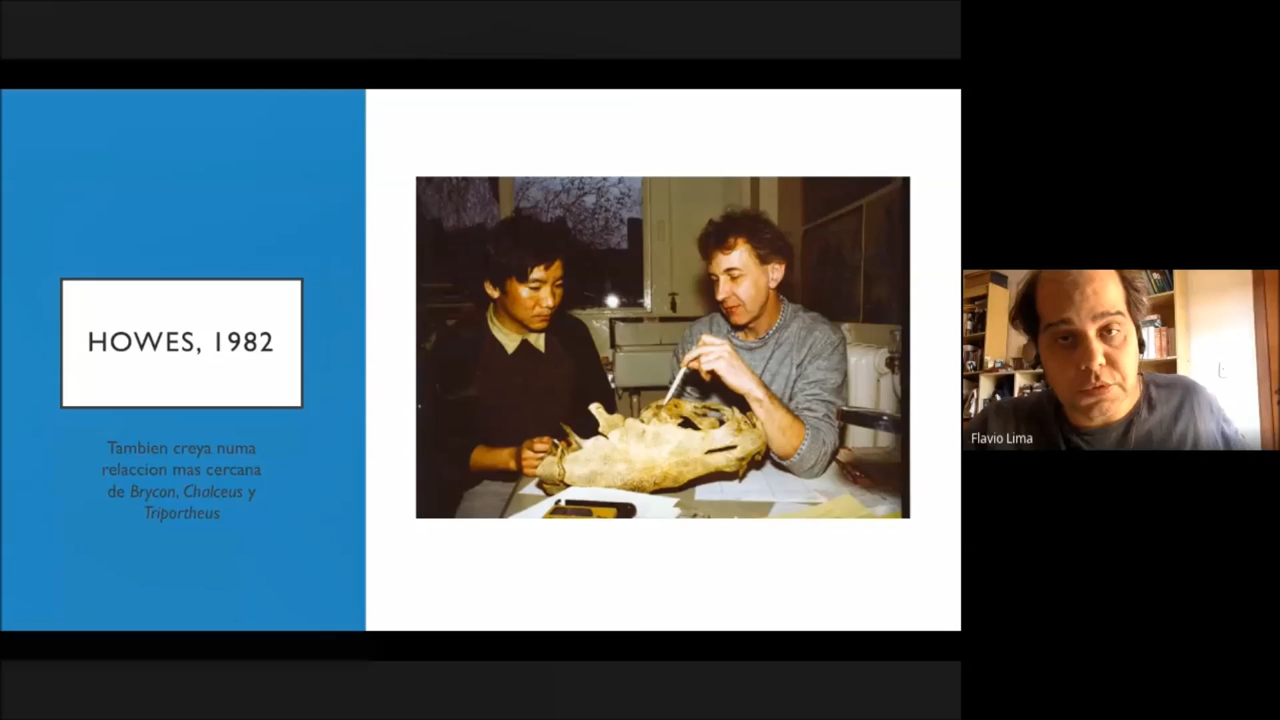 HOWES, 1982
Tambien creya numa
relaccion mas cercana
de Brycon, Chalceus y
Triportheus
Flavio Lima